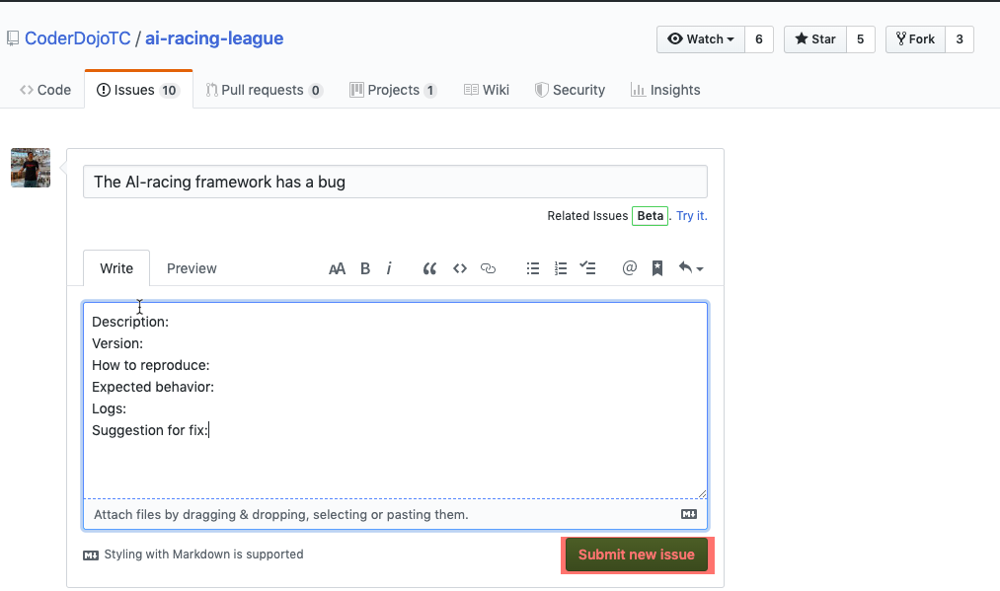 CoderDojoTC / ai-racing-league
Watch 6 Star 5 Fork 3
Code Issues 10 Pull requests 0 Projects 1 Wiki Security Insights
The AI-racing framework has a bug
Related Issues Beta. Try it.
Write Preview AA B i @
Description:
Version:
How to reproduce:
Expected behavior:
Logs:
Suggestion for fix:
Attach files by dragging & dropping, selecting or pasting them.
Styling with Markdown is supported
Submit new issue